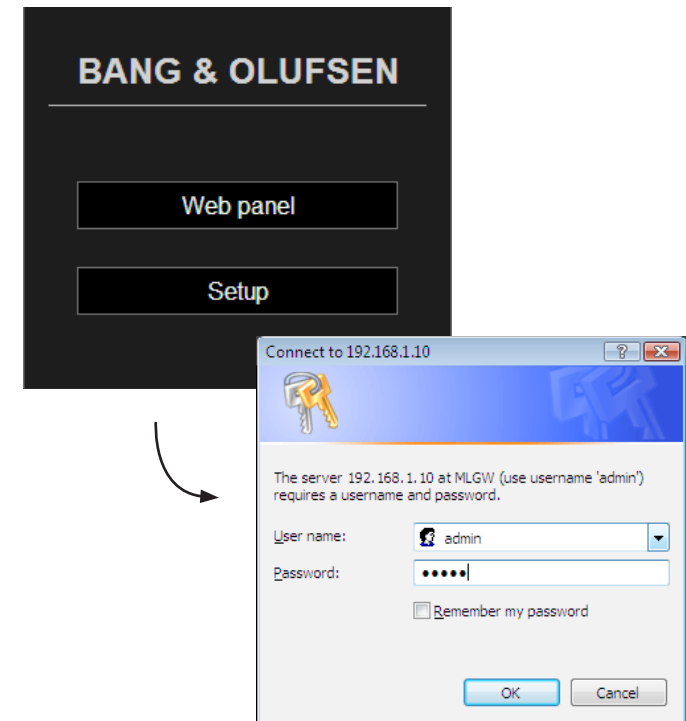 BANG & OLUFSEN
Web panel
Setup
Connect to 192.168.1.10
The server 192.168.1.10 at MLGW (use username 'admin')
requires a username and password.
User name:
admin
Password:
•••••
Remember my password
OK
Cancel